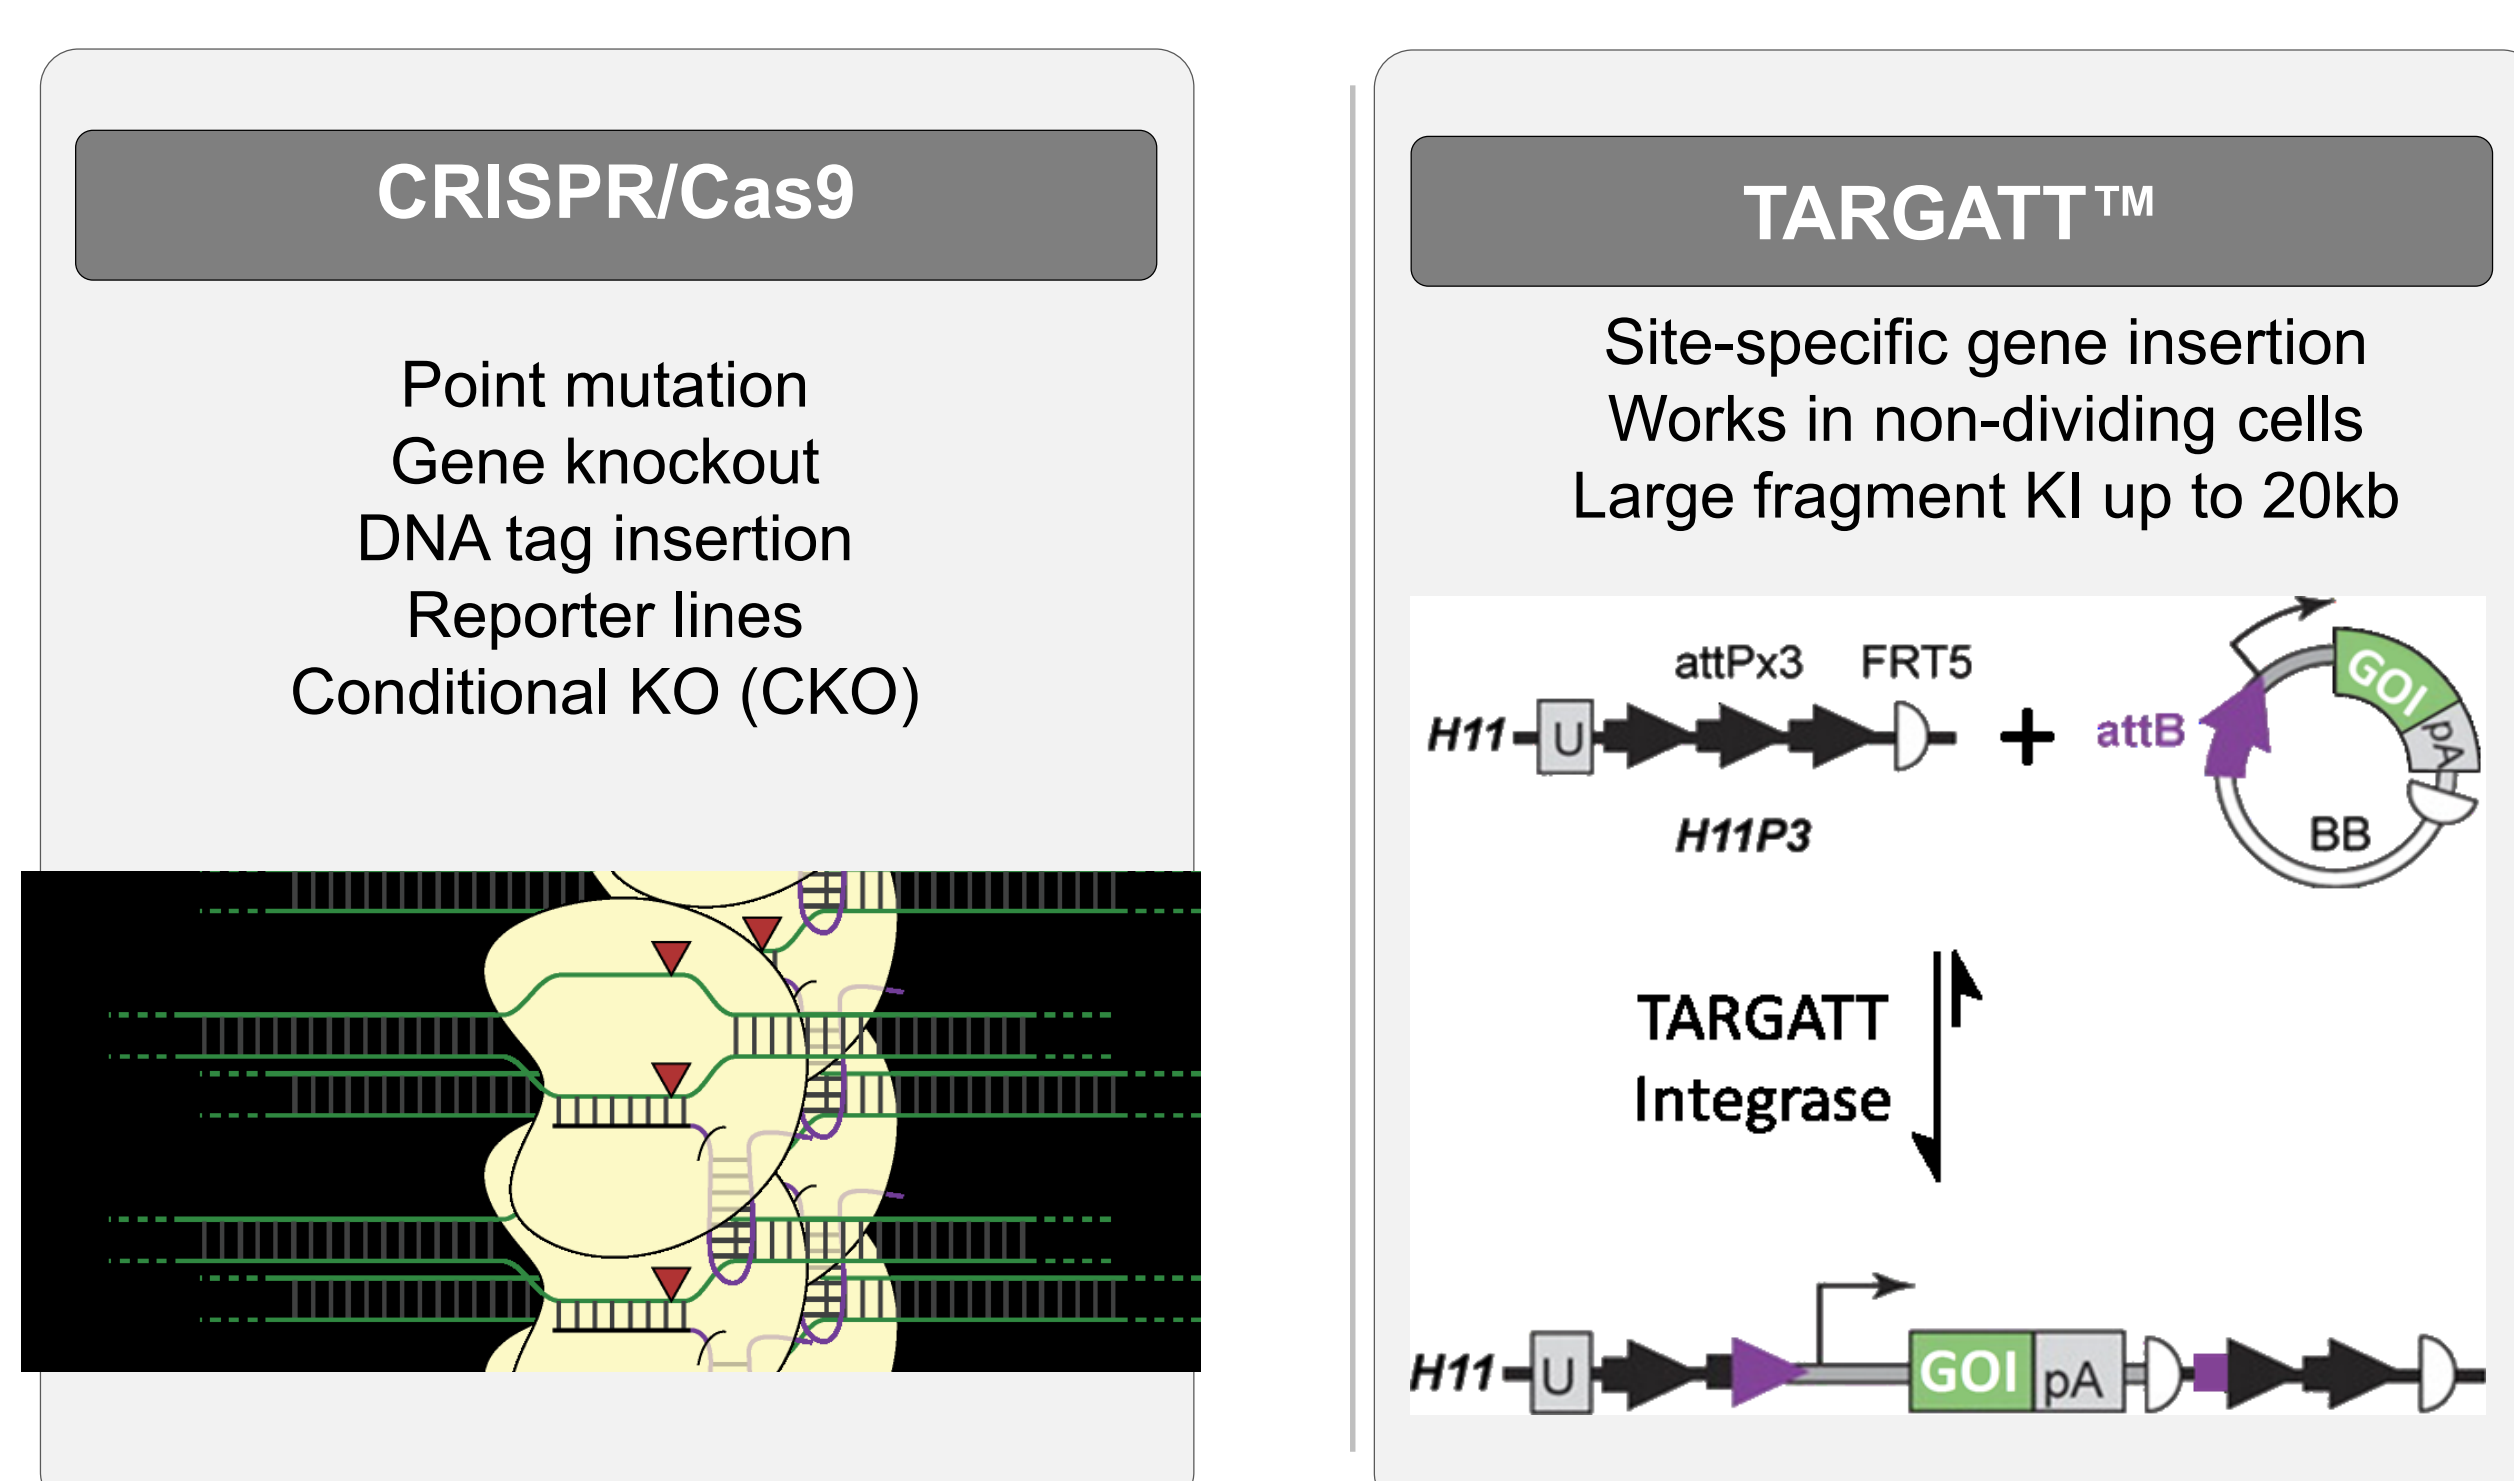 CRISPR/Cas9
Point mutation
Gene knockout
DNA tag insertion
Reporter lines
Conditional KO (CKO)
TARGATT™
Site-specific gene insertion
Works in non-dividing cells
Large fragment KI up to 20kb
attPx3 FRT5
H11 U + attB GOI pA
H11P3
BB
TARGATT
Integrase
H11 U GOI pA